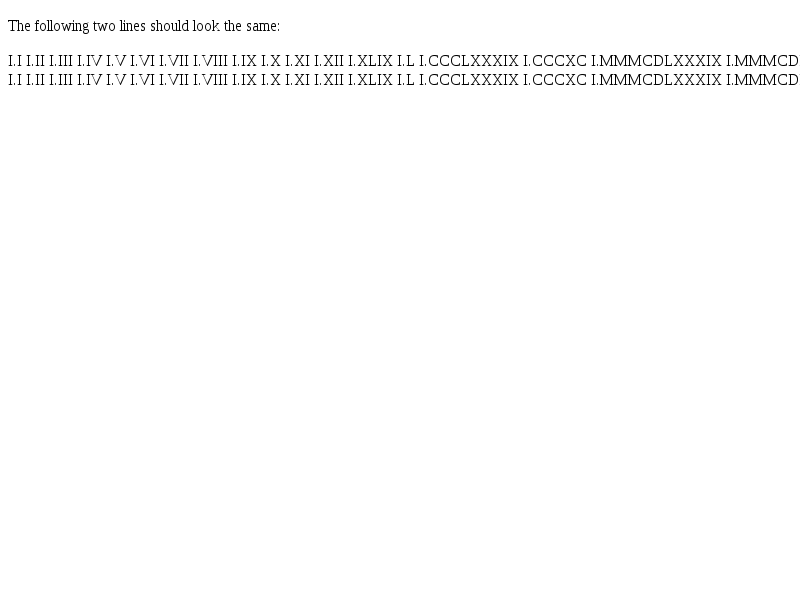 The following two lines should look the same:
I.I I.II I.III I.IV I.V I.VI I.VII I.VIII I.IX I.X I.XI I.XII I.XLIX I.L I.CCCLXXXIX I.CCCXC I.MMMCDLXXXIX I.MMMCD
I.I I.II I.III I.IV I.V I.VI I.VII I.VIII I.IX I.X I.XI I.XII I.XLIX I.L I.CCCLXXXIX I.CCCXC I.MMMCDLXXXIX I.MMMCD